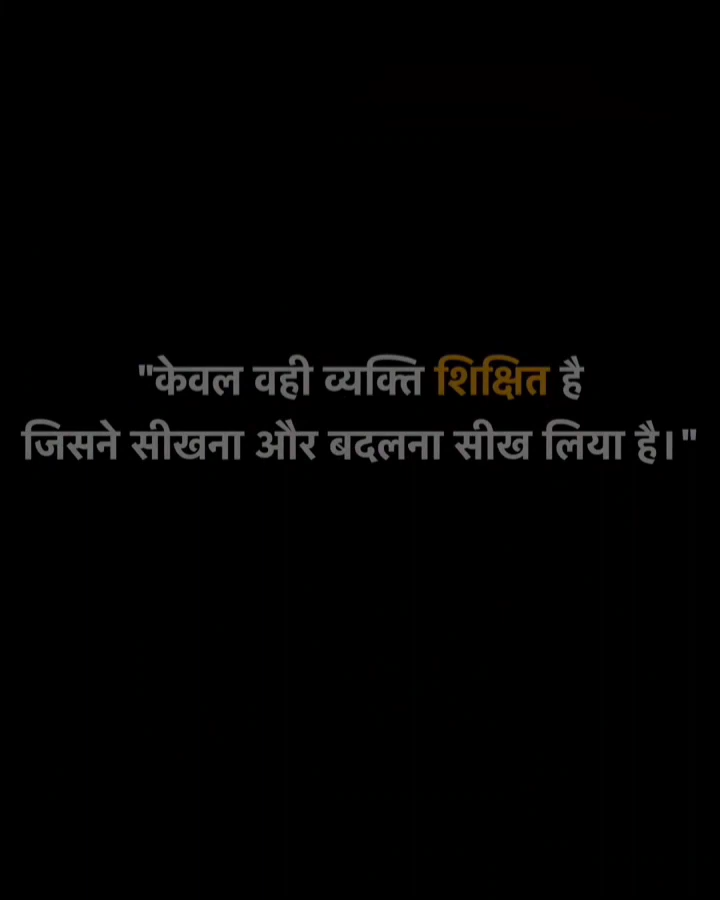 "केवल वही व्यक्ति शिक्षित है
जिसने सीखना और बदलना सीख लिया है।"